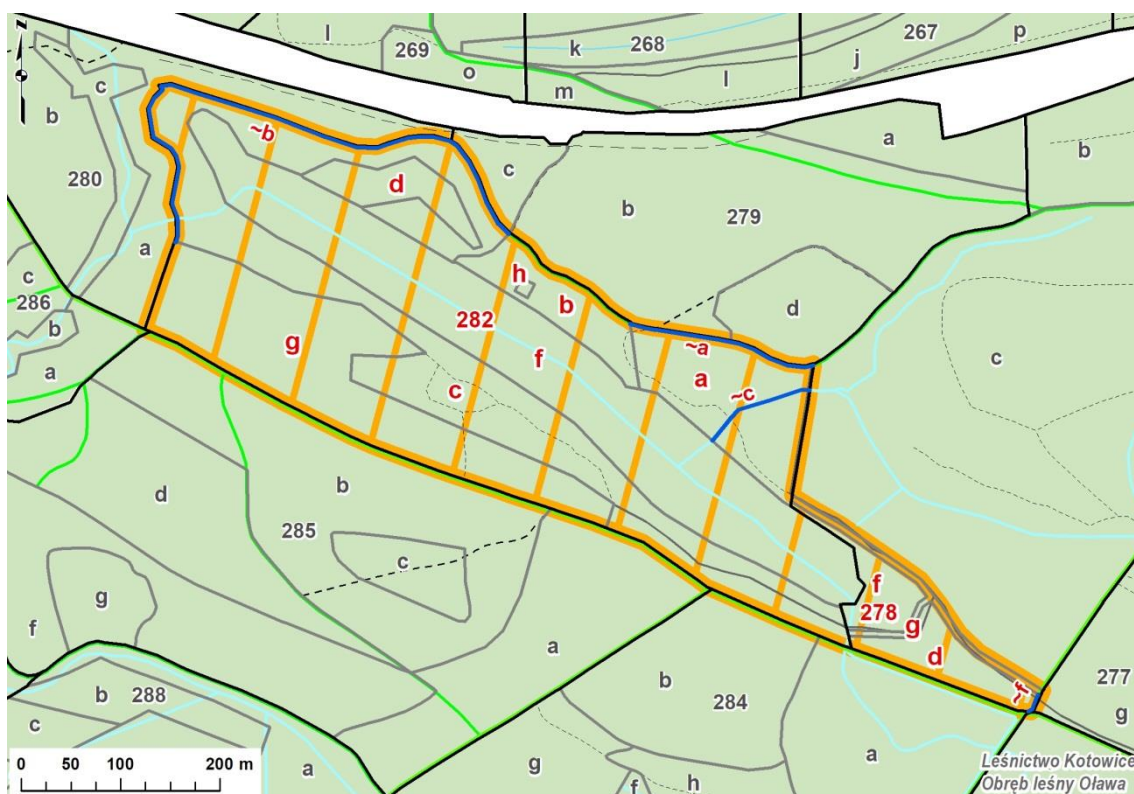 N
l
269
k
268
267
p
j
o
m
l
c
b
~b
a
b
280
d
c
b
279
a
h
b
d
c
286
b
282
~a
a
c
g
f
~c
a
c
b
d
285
f
278
c
g
g
d
f
~f
277
a
b
g
b
288
284
c
a
a
g
f
h
0 50 100 200 m
Leśnictwo Kotowice
Obręb leśny Oława